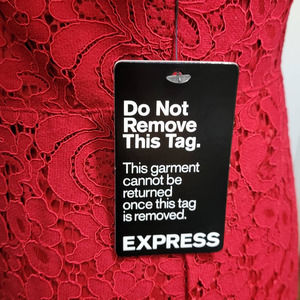 Do Not
Remove
This Tag.
This garment
cannot be
returned
once this tag
is removed.
EXPRESS